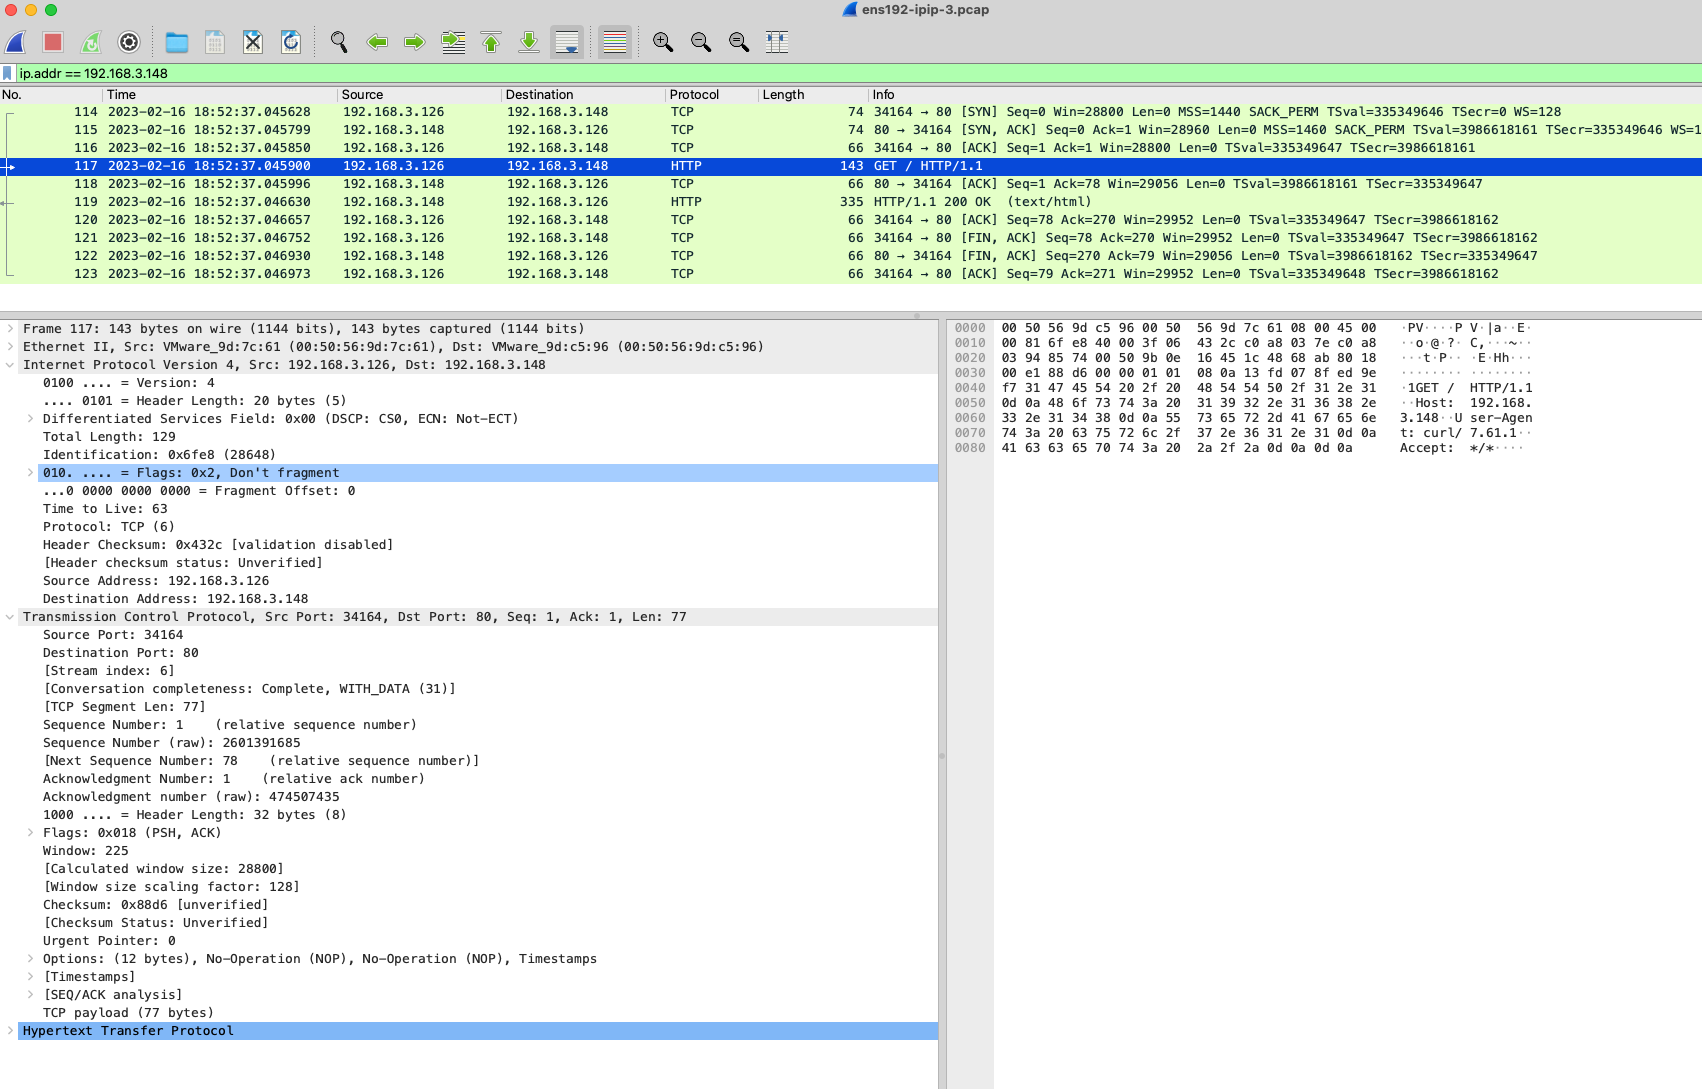 ens192-ipip-3.pcap
ip.addr == 192.168.3.148
No. Time Source Destination Protocol Length Info
114 2023-02-16 18:52:37.045628 192.168.3.126 192.168.3.148 TCP 74 34164 → 80 [SYN] Seq=0 Win=28800 Len=0 MSS=1440 SACK_PERM TSval=335349646 TSecr=0 WS=128
115 2023-02-16 18:52:37.045799 192.168.3.148 192.168.3.126 TCP 74 80 → 34164 [SYN, ACK] Seq=0 Ack=1 Win=28960 Len=0 MSS=1460 SACK_PERM TSval=3986618161 TSecr=335349646 WS=1
116 2023-02-16 18:52:37.045850 192.168.3.126 192.168.3.148 TCP 66 34164 → 80 [ACK] Seq=1 Ack=1 Win=28800 Len=0 TSval=335349647 TSecr=3986618161
117 2023-02-16 18:52:37.045900 192.168.3.126 192.168.3.148 HTTP 143 GET / HTTP/1.1
118 2023-02-16 18:52:37.045996 192.168.3.148 192.168.3.126 TCP 66 80 → 34164 [ACK] Seq=1 Ack=78 Win=29056 Len=0 TSval=3986618161 TSecr=335349647
119 2023-02-16 18:52:37.046630 192.168.3.148 192.168.3.126 HTTP 335 HTTP/1.1 200 OK (text/html)
120 2023-02-16 18:52:37.046657 192.168.3.126 192.168.3.148 TCP 66 34164 → 80 [ACK] Seq=78 Ack=270 Win=29952 Len=0 TSval=335349647 TSecr=3986618162
121 2023-02-16 18:52:37.046752 192.168.3.126 192.168.3.148 TCP 66 34164 → 80 [FIN, ACK] Seq=78 Ack=270 Win=29952 Len=0 TSval=335349647 TSecr=3986618162
122 2023-02-16 18:52:37.046930 192.168.3.148 192.168.3.126 TCP 66 80 → 34164 [FIN, ACK] Seq=270 Ack=79 Win=29056 Len=0 TSval=3986618162 TSecr=335349647
123 2023-02-16 18:52:37.046973 192.168.3.126 192.168.3.148 TCP 66 34164 → 80 [ACK] Seq=79 Ack=271 Win=29952 Len=0 TSval=335349648 TSecr=3986618162
Frame 117: 143 bytes on wire (1144 bits), 143 bytes captured (1144 bits)
Ethernet II, Src: VMware_9d:7c:61 (00:50:56:9d:7c:61), Dst: VMware_9d:c5:96 (00:50:56:9d:c5:96)
Internet Protocol Version 4, Src: 192.168.3.126, Dst: 192.168.3.148
0100 .... = Version: 4
.... 0101 = Header Length: 20 bytes (5)
Differentiated Services Field: 0x00 (DSCP: CS0, ECN: Not-ECT)
Total Length: 129
Identification: 0x6fe8 (28648)
010. .... = Flags: 0x2, Don't fragment
...0 0000 0000 0000 = Fragment Offset: 0
Time to Live: 63
Protocol: TCP (6)
Header Checksum: 0x432c [validation disabled]
[Header checksum status: Unverified]
Source Address: 192.168.3.126
Destination Address: 192.168.3.148
Transmission Control Protocol, Src Port: 34164, Dst Port: 80, Seq: 1, Ack: 1, Len: 77
Source Port: 34164
Destination Port: 80
[Stream index: 6]
[Conversation completeness: Complete, WITH_DATA (31)]
[TCP Segment Len: 77]
Sequence Number: 1 (relative sequence number)
Sequence Number (raw): 2601391685
[Next Sequence Number: 78 (relative sequence number)]
Acknowledgment Number: 1 (relative ack number)
Acknowledgment number (raw): 474507435
1000 .... = Header Length: 32 bytes (8)
Flags: 0x018 (PSH, ACK)
Window: 225
[Calculated window size: 28800]
[Window size scaling factor: 128]
Checksum: 0x88d6 [unverified]
[Checksum Status: Unverified]
Urgent Pointer: 0
Options: (12 bytes), No-Operation (NOP), No-Operation (NOP), Timestamps
[Timestamps]
[SEQ/ACK analysis]
TCP payload (77 bytes)
Hypertext Transfer Protocol
0000 00 50 56 9d c5 96 00 50 56 9d 7c 61 08 00 45 00 ·PV····P V·|a··E·
0010 00 81 6f e8 40 00 3f 06 43 2c c0 a8 03 7e c0 a8 ··o·@·?· C,···~··
0020 03 94 85 74 00 50 9b 0e 16 45 1c 48 68 ab 80 18 ···t·P·· ·E·Hh···
0030 00 e1 88 d6 00 00 01 01 08 0a 13 fd 07 8f ed 9e ········ ········
0040 f7 31 47 45 54 20 2f 20 48 54 54 50 2f 31 2e 31 ·1GET / HTTP/1.1
0050 0d 0a 48 6f 73 74 3a 20 31 39 32 2e 31 36 38 2e ··Host: 192.168.
0060 33 2e 31 34 38 0d 0a 55 73 65 72 2d 41 67 65 6e 3.148··U ser-Agen
0070 74 3a 20 63 75 72 6c 2f 37 2e 36 31 2e 31 0d 0a t: curl/ 7.61.1··
0080 41 63 63 65 70 74 3a 20 2a 2f 2a 0d 0a 0d 0a Accept: */*····